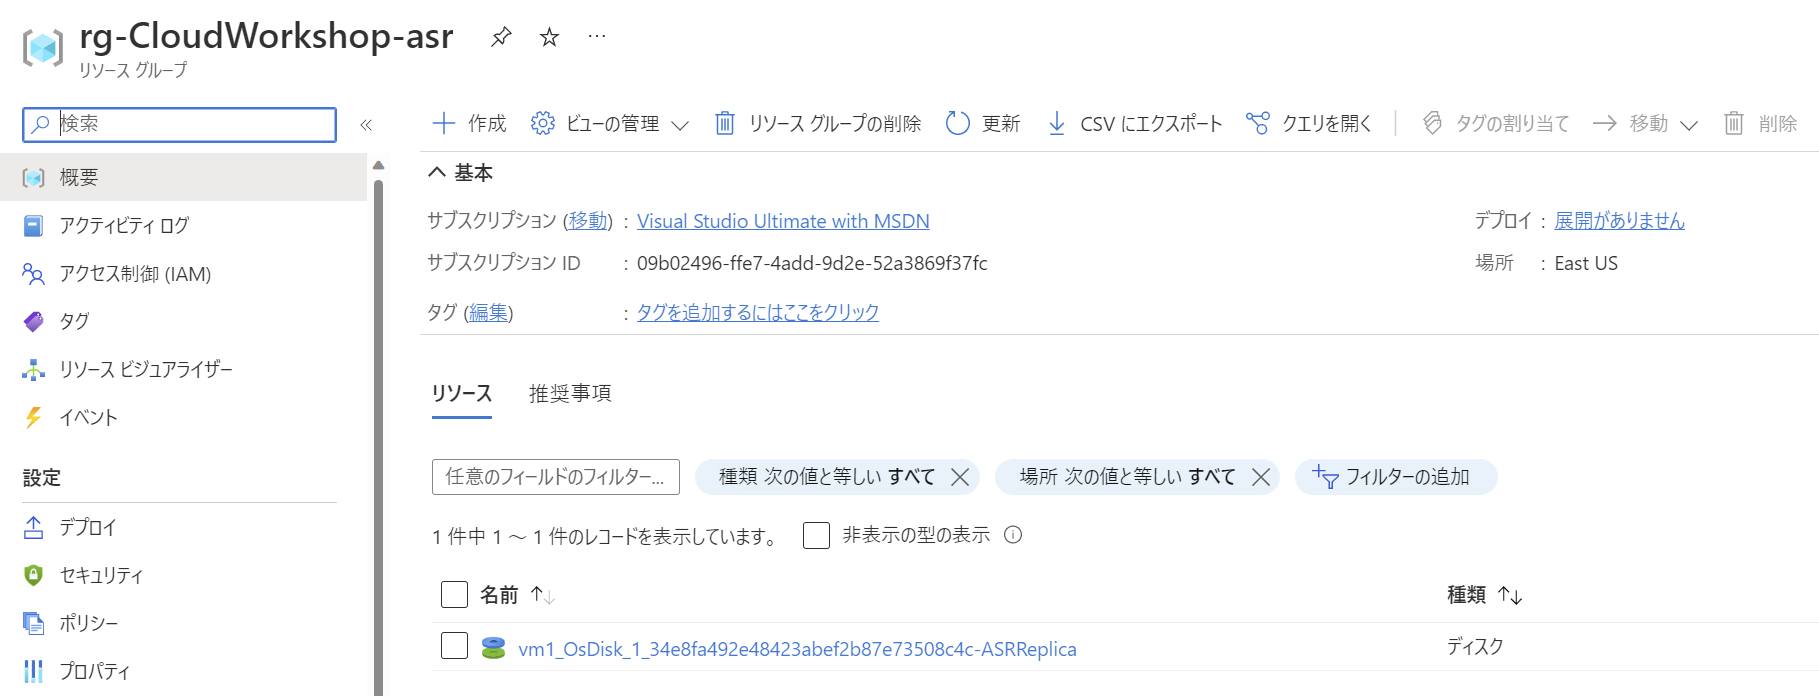 rg-CloudWorkshop-asr
リソース グループ
検索
作成 ビューの管理 リソース グループの削除 更新 CSV にエクスポート クエリを開く タグの割り当て 移動 削除
概要
アクティビティ ログ
アクセス制御 (IAM)
タグ
リソース ビジュアライザー
イベント
設定
デプロイ
セキュリティ
ポリシー
プロパティ
基本
サブスクリプション (移動) : Visual Studio Ultimate with MSDN
サブスクリプション ID : 09b02496-ffe7-4add-9d2e-52a3869f37fc
タグ (編集) : タグを追加するにはここをクリック
デプロイ : 展開がありません
場所 : East US
リソース 推奨事項
任意のフィールドのフィルター... 種類 次の値と等しい すべて 場所 次の値と等しい すべて フィルターの追加
1 件中 1 ～ 1 件のレコードを表示しています。 非表示の型の表示
名前 種類
vm1_OsDisk_1_34e8fa492e48423abef2b87e73508c4c-ASRReplica ディスク